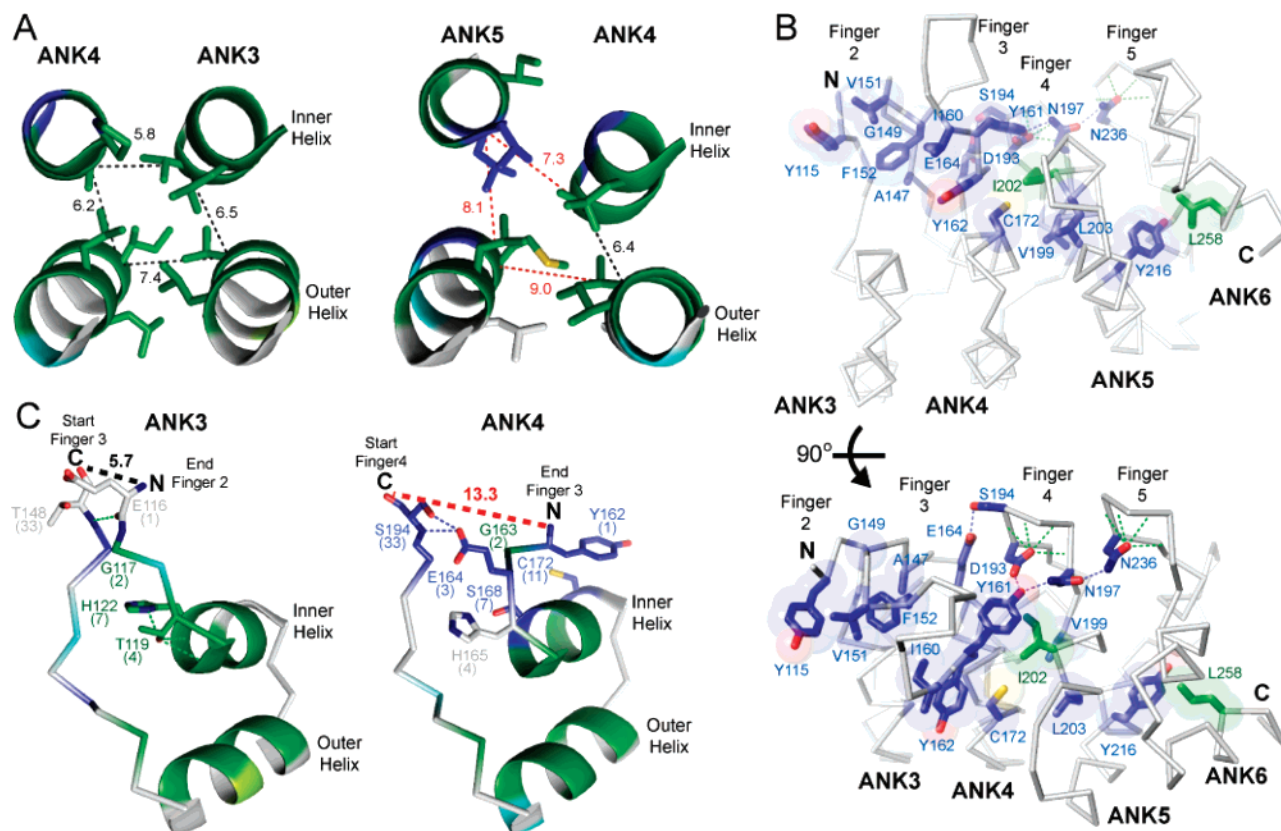 A
ANK4
ANK3
5.8
6.2
6.5
7.4
Inner
Helix
Outer
Helix
ANK5
ANK4
7.3
8.1
6.4
9.0
Inner
Helix
Outer
Helix
B
Finger
2
Finger
3
Finger
4
Finger
5
N
V151
S194
Y161
N197
I160
G149
N236
Y115
E164
D193
F152
I202
A147
Y162
C172
L203
L258
V199
Y216
C
ANK6
ANK5
ANK3
ANK4
90°
Finger
2
Finger
3
S194
Finger
4
Finger
5
N
G149
E164
A147
D193
N236
Y161
N197
F152
V199
Y115
V151
I160
I202
L258
C
L203
Y162
C172
Y216
ANK3
ANK4
ANK6
ANK5
C
ANK3
Start
Finger 3
C
5.7
N
End
Finger 2
T148
(33)
E116
(1)
G117
(2)
H122
(7)
T119
(4)
Inner
Helix
Outer
Helix
ANK4
Start
Finger4
C
13.3
End
Finger 3
N
Y162
(1)
S194
(33)
G163
(2)
E164
(3)
C172
(11)
S168
(7)
H165
(4)
Inner
Helix
Outer
Helix